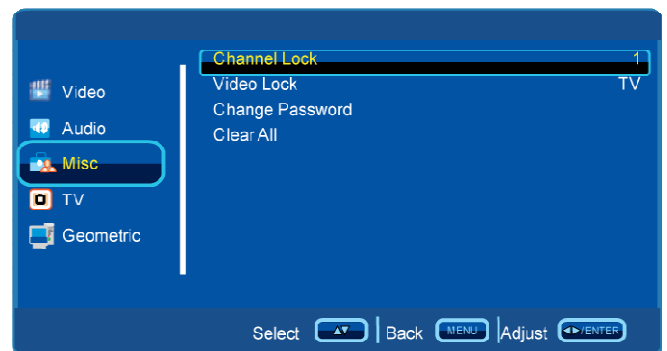 Video
Audio
Misc
TV
Geometric
Channel Lock 1
Video Lock TV
Change Password
Clear All
Select ▲▼ | Back MENU | Adjust ◀▶/ENTER